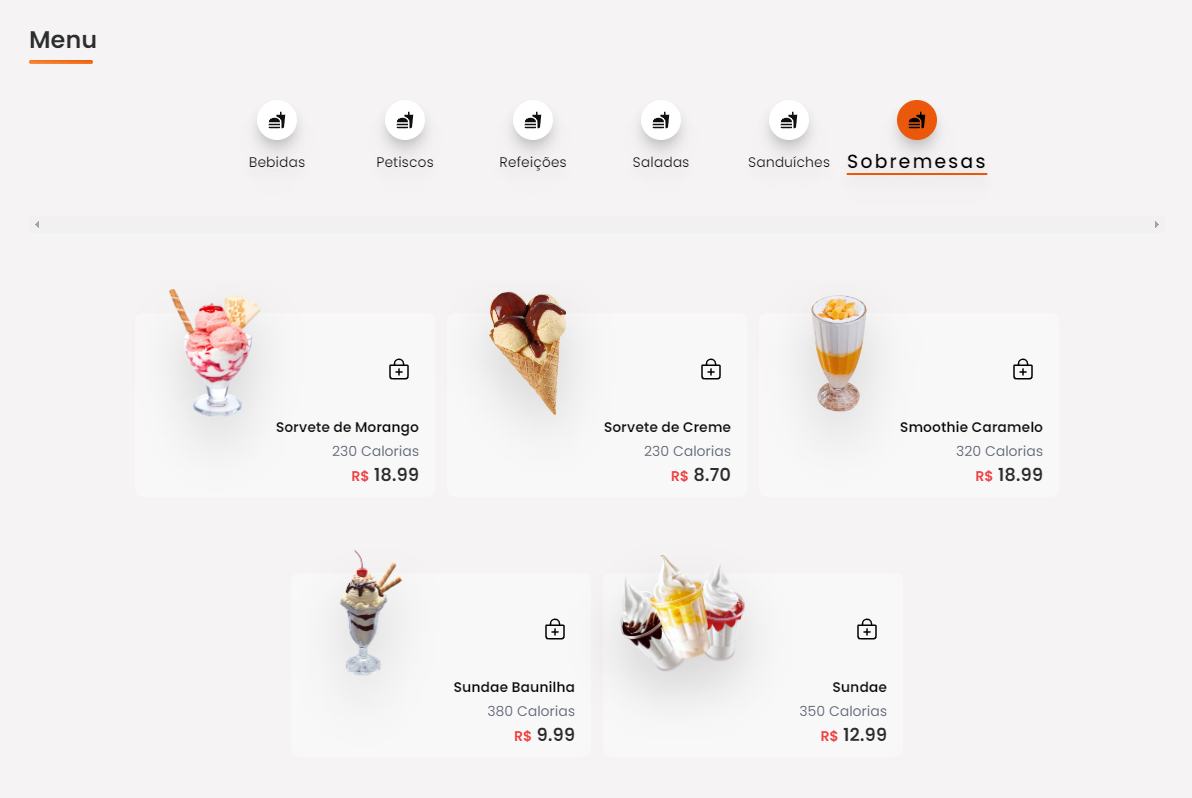 Menu
Bebidas
Petiscos
Refeições
Saladas
Sanduíches
Sobremesas
Sorvete de Morango
230 Calorias
R$ 18.99
Sorvete de Creme
230 Calorias
R$ 8.70
Smoothie Caramelo
320 Calorias
R$ 18.99
Sundae Baunilha
380 Calorias
R$ 9.99
Sundae
350 Calorias
R$ 12.99